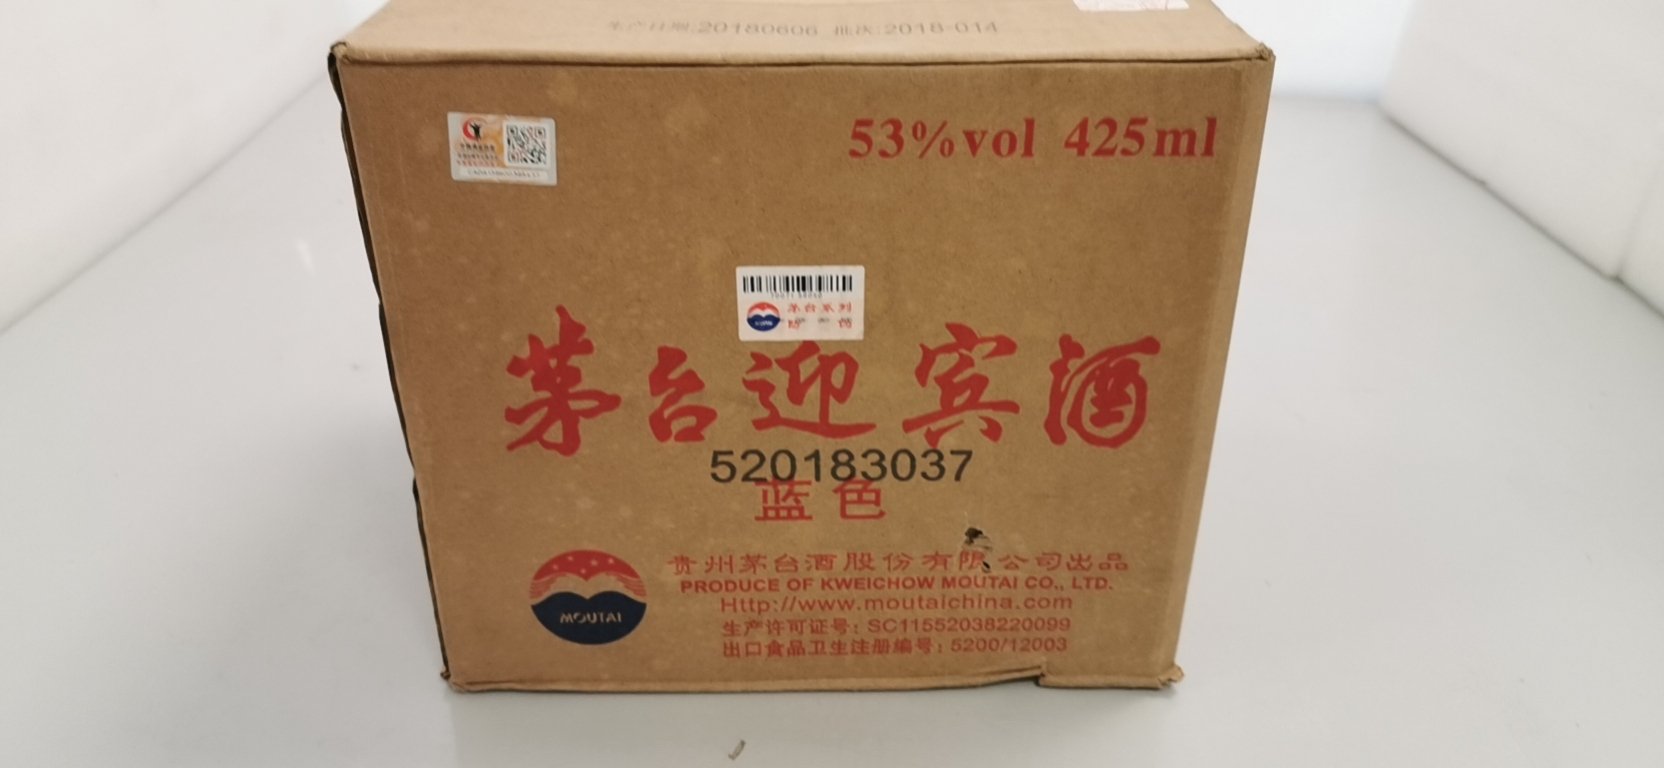 生产日期:20180606 批次:2018-014
53%vol 425ml
茅台系列
茅台迎宾酒
520183037
蓝色
MOUTAI
贵州茅台酒股份有限公司出品
PRODUCE OF KWEICHOW MOUTAI CO., LTD.
Http://www.moutaichina.com
生产许可证号: SC11552038220099
出口食品卫生注册编号: 5200/12003